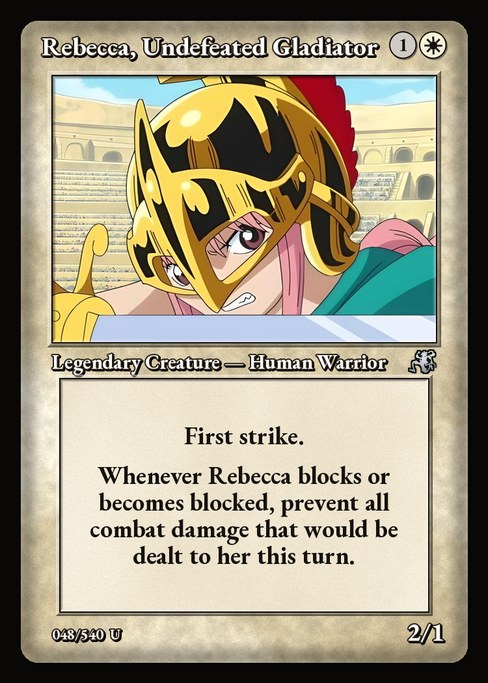 Rebecca, Undefeated Gladiator 1
Legendary Creature — Human Warrior
First strike.
Whenever Rebecca blocks or
becomes blocked, prevent all
combat damage that would be
dealt to her this turn.
048/540 U
2/1